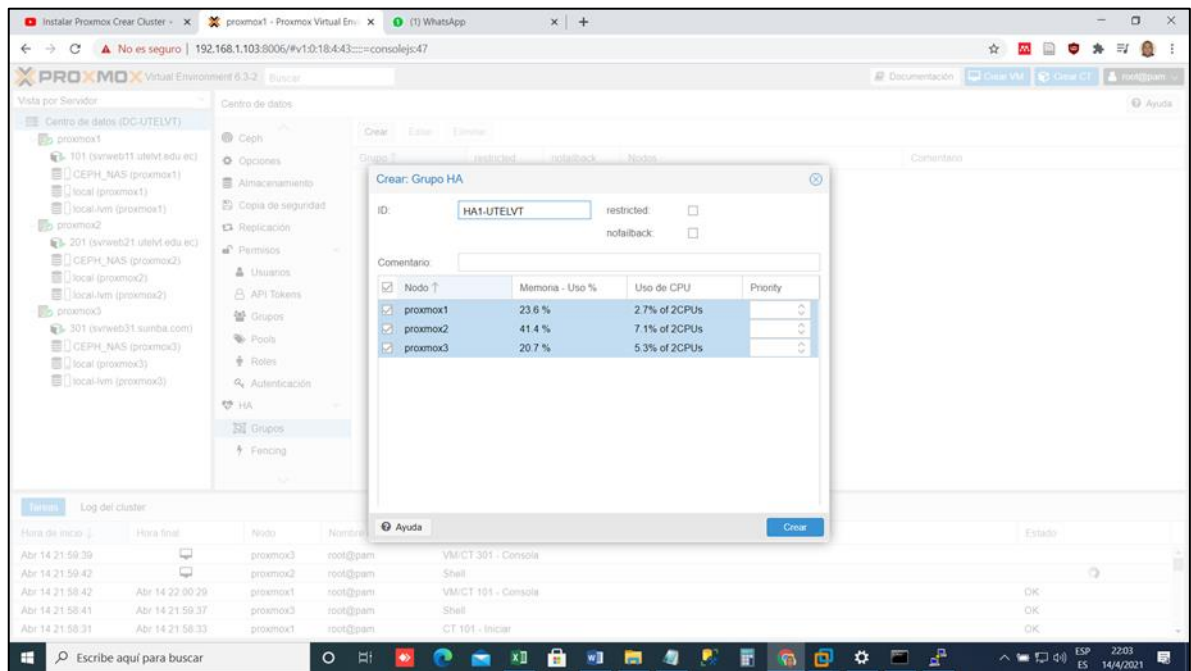 Instalar Proxmox Crear Cluster - × proxmox1 - Proxmox Virtual Envi × (1) WhatsApp × +
No es seguro | 192.168.1.103:8006/#v1:0:18:4:43:::::=consolejs:47
PROXMOX Virtual Environment 6.3-2 Buscar Documentación Crear VM Crear CT root@pam
Vista por Servidor Centro de datos Ayuda
Centro de datos (DC-UTELVT)
proxmox1
101 (svrweb11.utelvt.edu.ec)
CEPH_NAS (proxmox1)
local (proxmox1)
local-lvm (proxmox1)
proxmox2
201 (svrweb21.utelvt.edu.ec)
CEPH_NAS (proxmox2)
local (proxmox2)
local-lvm (proxmox2)
proxmox3
301 (svrweb31.sumba.com)
CEPH_NAS (proxmox3)
local (proxmox3)
local-lvm (proxmox3)
Ceph
Opciones
Almacenamiento
Copia de seguridad
Replicación
Permisos
Usuarios
API Tokens
Grupos
Pools
Roles
Autenticación
HA
Grupos
Fencing
Crear Editar Eliminar
Grupo ↑ restricted nofailback Nodos Comentario
Crear: Grupo HA
ID: HA1-UTELVT restricted:
nofailback:
Comentario:
Nodo ↑ Memoria - Uso % Uso de CPU Priority
proxmox1 23.6 % 2.7% of 2CPUs
proxmox2 41.4 % 7.1% of 2CPUs
proxmox3 20.7 % 5.3% of 2CPUs
Ayuda Crear
Tareas Log del cluster
Hora de inicio ↓ Hora final Nodo Nombre Estado
Abr 14 21:59:39 proxmox3 root@pam VM/CT 301 - Consola
Abr 14 21:59:42 proxmox2 root@pam Shell
Abr 14 21:58:42 Abr 14 22:00:29 proxmox1 root@pam VM/CT 101 - Consola OK
Abr 14 21:58:41 Abr 14 21:59:37 proxmox3 root@pam Shell OK
Abr 14 21:58:31 Abr 14 21:58:33 proxmox1 root@pam CT 101 - Iniciar OK
Escribe aquí para buscar ESP 22:03
ES 14/4/2021